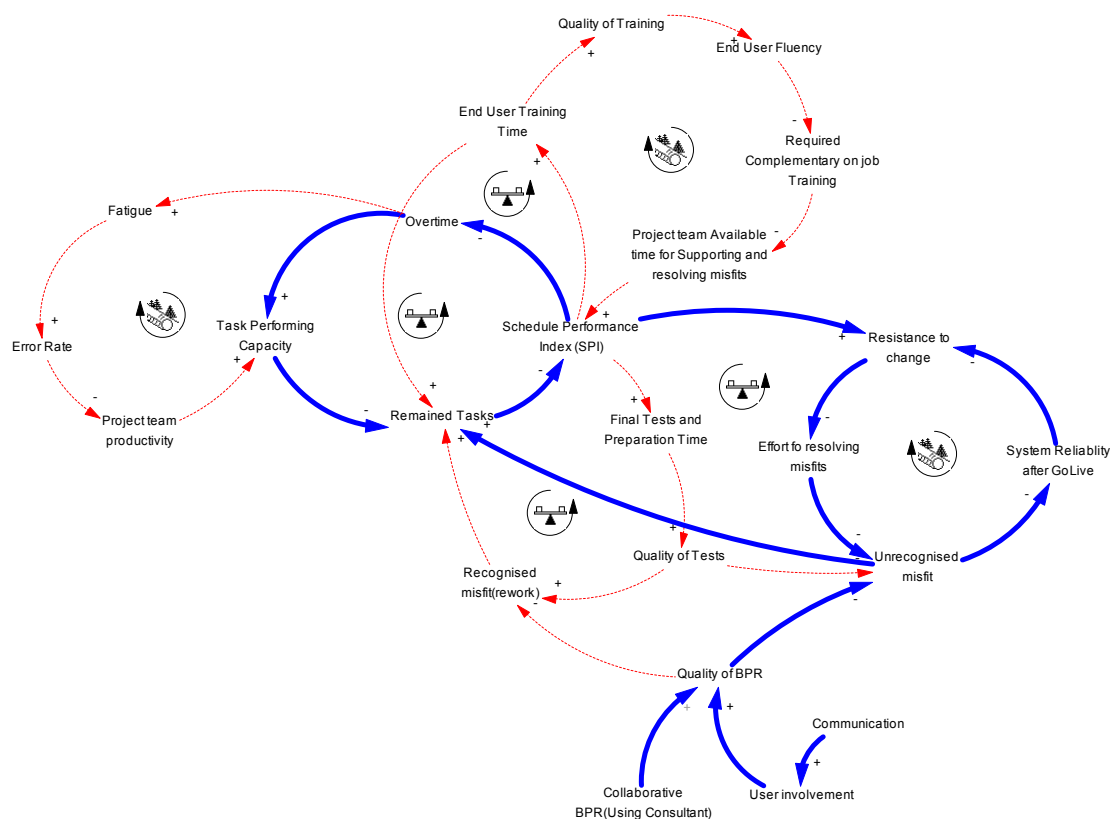 Quality of Training
End User Fluency
End User Training
Time
Required
Complementary on job
Training
Fatigue
Overtime
Project team Available
time for Supporting and
resolving misfits
Error Rate
Task Performing
Capacity
Schedule Performance
Index (SPI)
Resistance to
change
Project team
productivity
Remained Tasks
Final Tests and
Preparation Time
Effort fo resolving
misfits
System Reliablity
after GoLive
Recognised
misfit(rework)
Quality of Tests
Unrecognised
misfit
Quality of BPR
Communication
Collaborative
BPR(Using Consultant)
User involvement